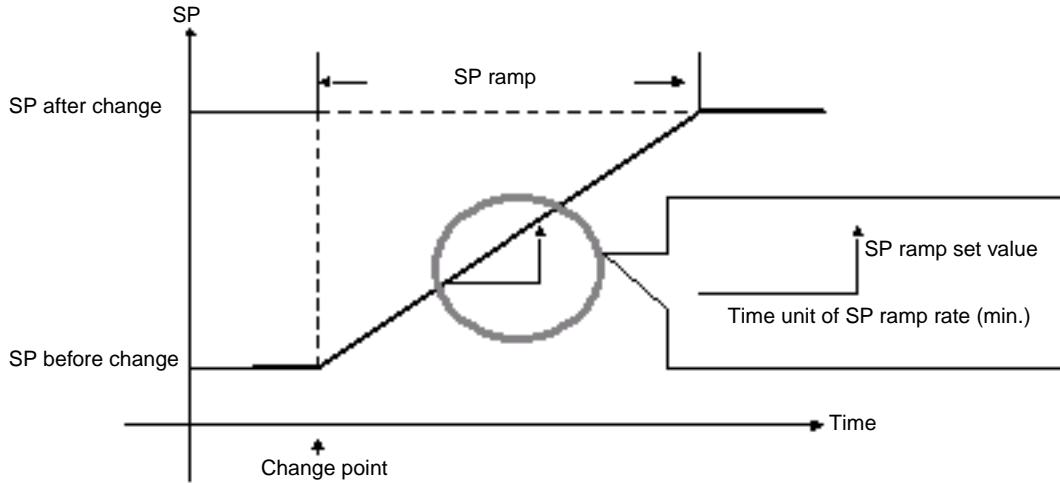 SP
SP ramp
SP after change
SP ramp set value
Time unit of SP ramp rate (min.)
SP before change
Time
Change point